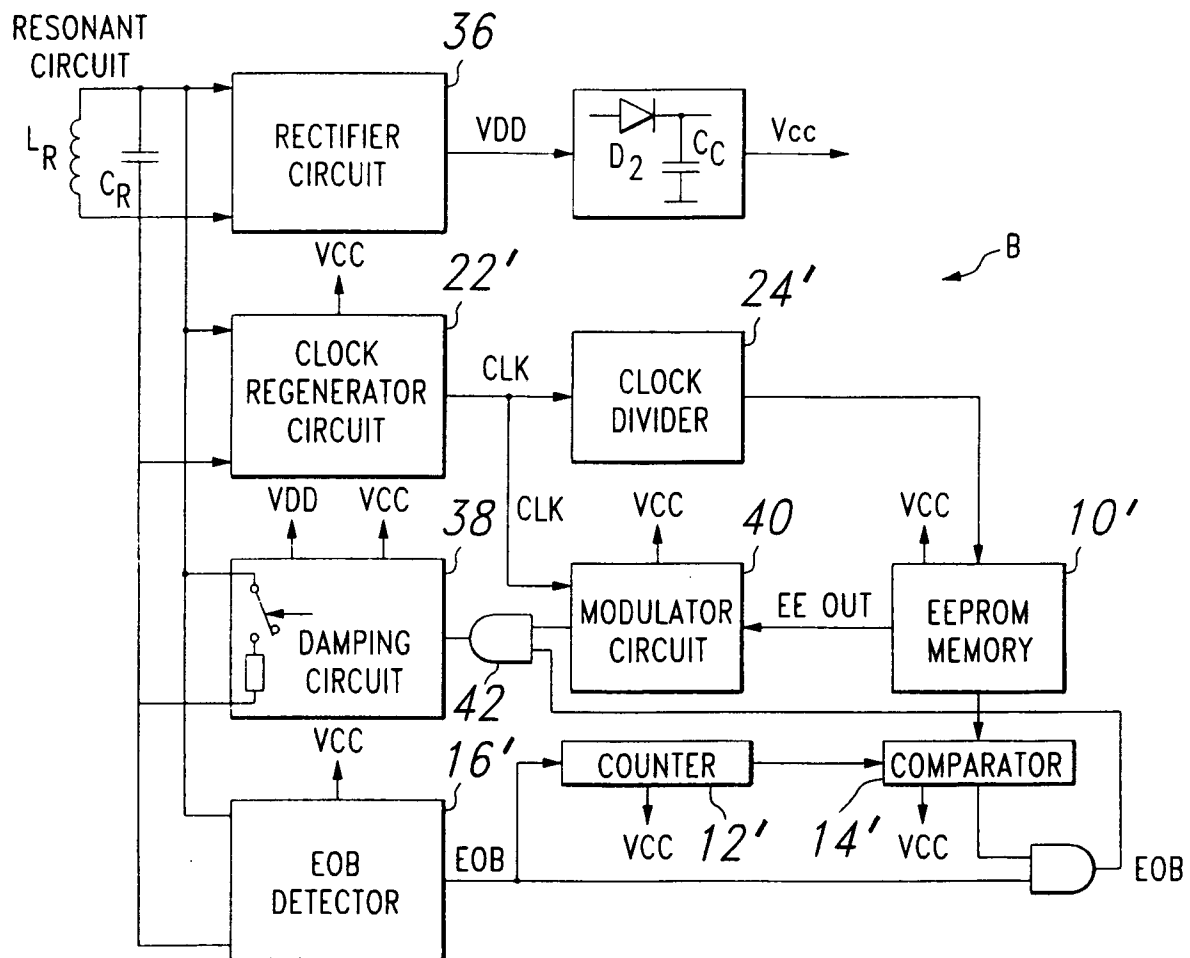 RESONANT
CIRCUIT
36
RECTIFIER
CIRCUIT
LR
CR
VDD
D2
CC
Vcc
VCC
22'
CLOCK
REGENERATOR
CIRCUIT
CLK
24'
CLOCK
DIVIDER
B
VDD
VCC
38
CLK
VCC
40
VCC
10'
DAMPING
CIRCUIT
42
MODULATOR
CIRCUIT
EE OUT
EEPROM
MEMORY
VCC
16'
COUNTER
12'
VCC
COMPARATOR
14'
VCC
EOB
DETECTOR
EOB
EOB